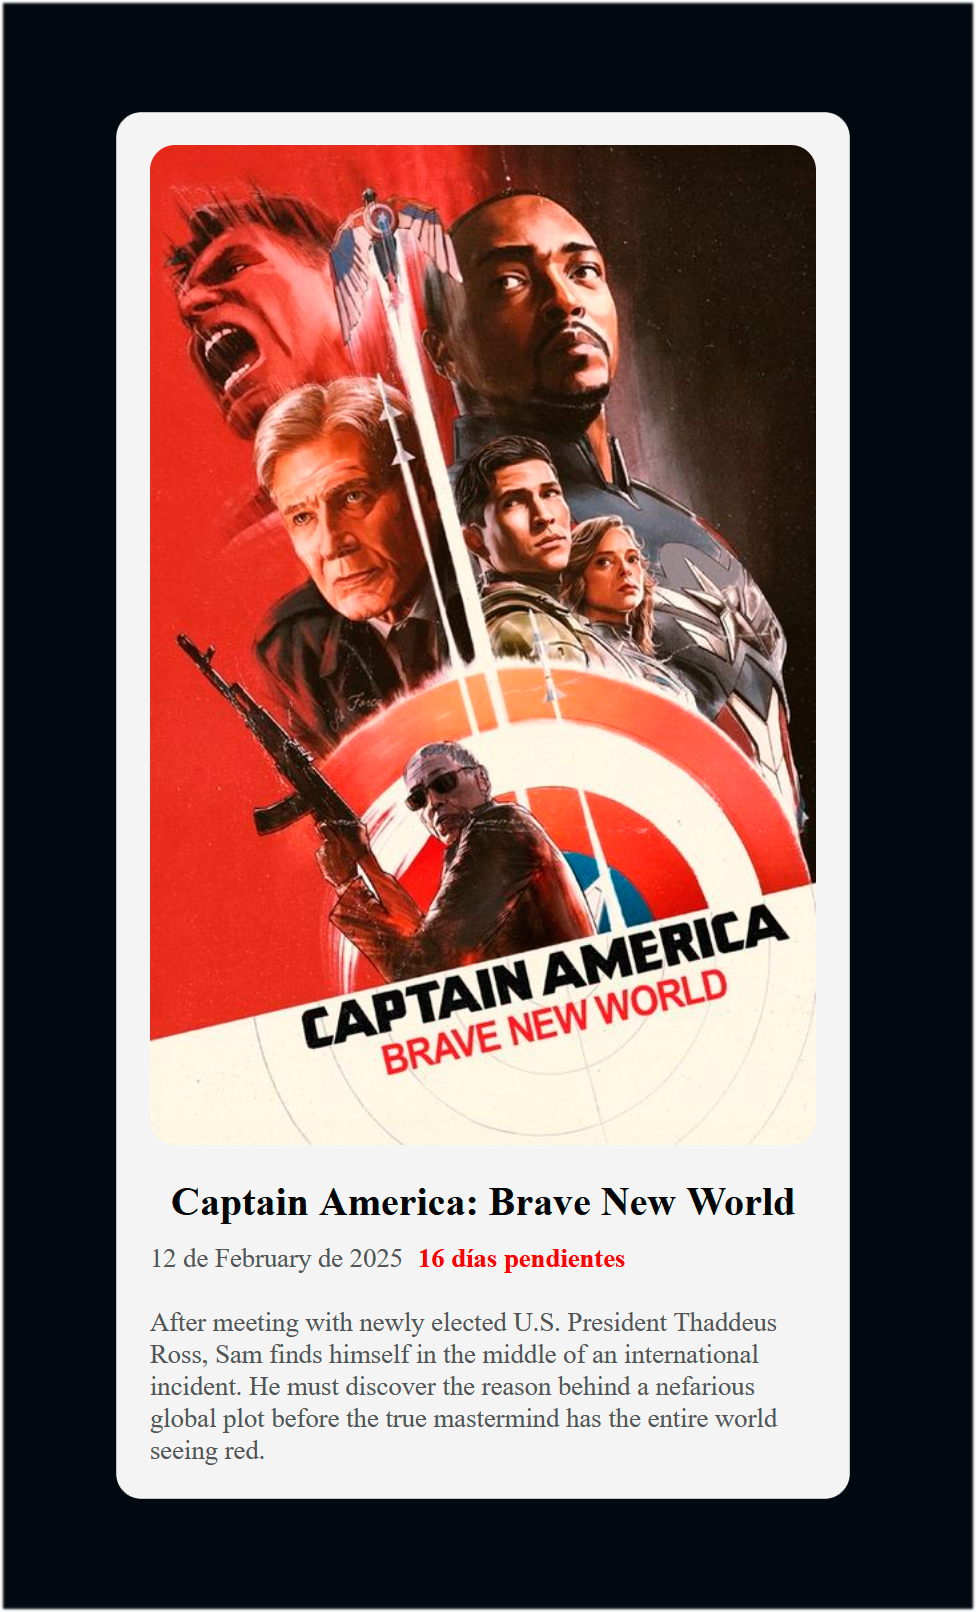 Force
CAPTAIN AMERICA
BRAVE NEW WORLD
Captain America: Brave New World
12 de February de 2025 16 días pendientes
After meeting with newly elected U.S. President Thaddeus
Ross, Sam finds himself in the middle of an international
incident. He must discover the reason behind a nefarious
global plot before the true mastermind has the entire world
seeing red.